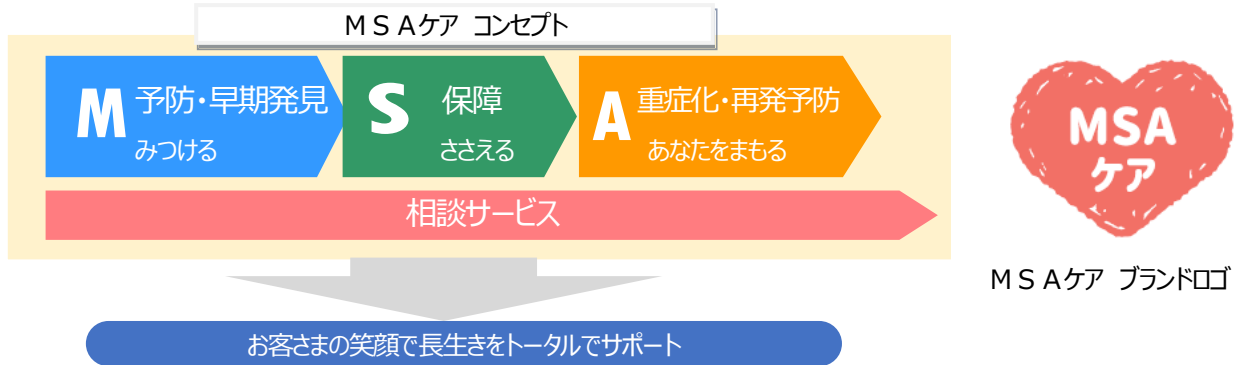 ＭＳＡケア コンセプト
M 予防・早期発見
みつける
S 保障
ささえる
A 重症化・再発予防
あなたをまもる
相談サービス
お客さまの笑顔で長生きをトータルでサポート
MSA
ケア
ＭＳＡケア ブランドロゴ